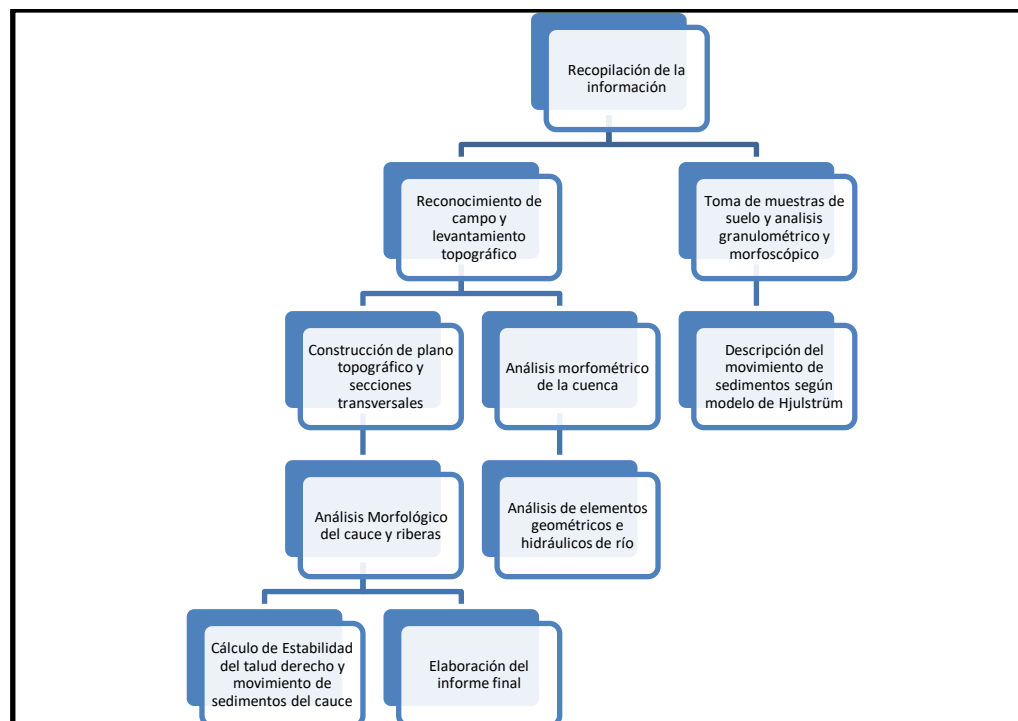 Recopilación de la
información
Reconocimiento de
campo y
levantamiento
topográfico
Toma de muestras de
suelo y analisis
granulométrico y
morfoscópico
Construcción de plano
topográfico y
secciones
transversales
Análisis morfométrico
de la cuenca
Descripción del
movimiento de
sedimentos según
modelo de Hjulstrüm
Análisis Morfológico
del cauce y riberas
Análisis de elementos
geométricos e
hidráulicos de río
Cálculo de Estabilidad
del talud derecho y
movimiento de
sedimentos del cauce
Elaboración del
informe final